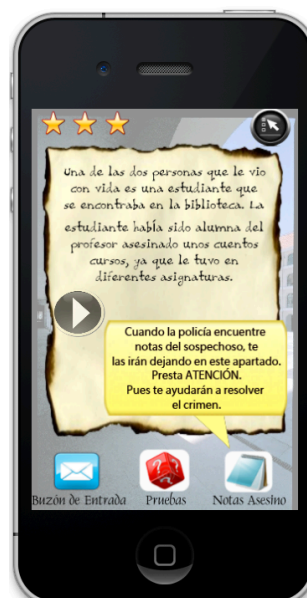 Una de las dos personas que le vio
con vida es una estudiante que
se encontraba en la biblioteca. La
estudiante había sido alumna del
profesor asesinado unos cuentos
cursos, ya que le tuvo en
diferentes asignaturas.
Cuando la policía encuentre
notas del sospechoso, te
las irán dejando en este apartado.
Presta ATENCIÓN.
Pues te ayudarán a resolver
el crimen.
Buzón de Entrada
Pruebas
Notas Asesino